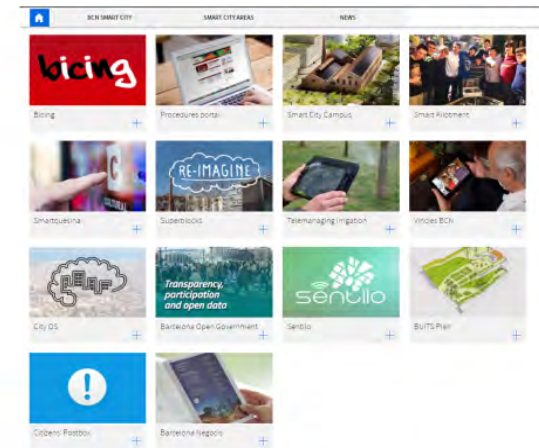 BCN SMART CITY
SMART CITY AREAS
NEWS
bicing
Bicing
Procedures portal
Smart City Campus
Smart Allotment
C
Smartquesina
RE-IMAGINE
Superblocks
Telemanaging Irrigation
Vincles BCN
City OS
Transparency,
participation
and open data
Barcelona Open Government
sentilo
Sentilo
BUITS Plan
!
Citizens' Postbox
Barcelona Negocis